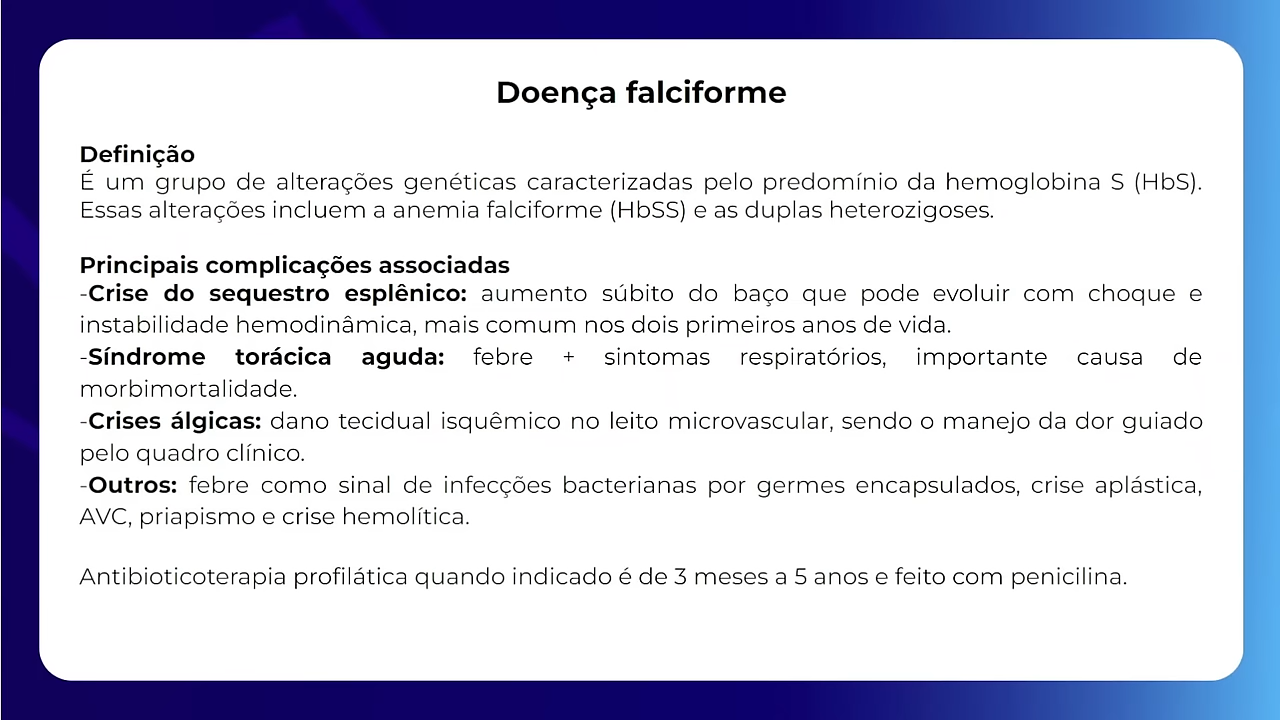 Doença falciforme
Definição
É um grupo de alterações genéticas caracterizadas pelo predomínio da hemoglobina S (HbS).
Essas alterações incluem a anemia falciforme (HbSS) e as duplas heterozigoses.
Principais complicações associadas
-Crise do sequestro esplênico: aumento súbito do baço que pode evoluir com choque e
instabilidade hemodinâmica, mais comum nos dois primeiros anos de vida.
-Síndrome torácica aguda: febre + sintomas respiratórios, importante causa de
morbimortalidade.
-Crises álgicas: dano tecidual isquêmico no leito microvascular, sendo o manejo da dor guiado
pelo quadro clínico.
-Outros: febre como sinal de infecções bacterianas por germes encapsulados, crise aplástica,
AVC, priapismo e crise hemolítica.
Antibioticoterapia profilática quando indicado é de 3 meses a 5 anos e feito com penicilina.